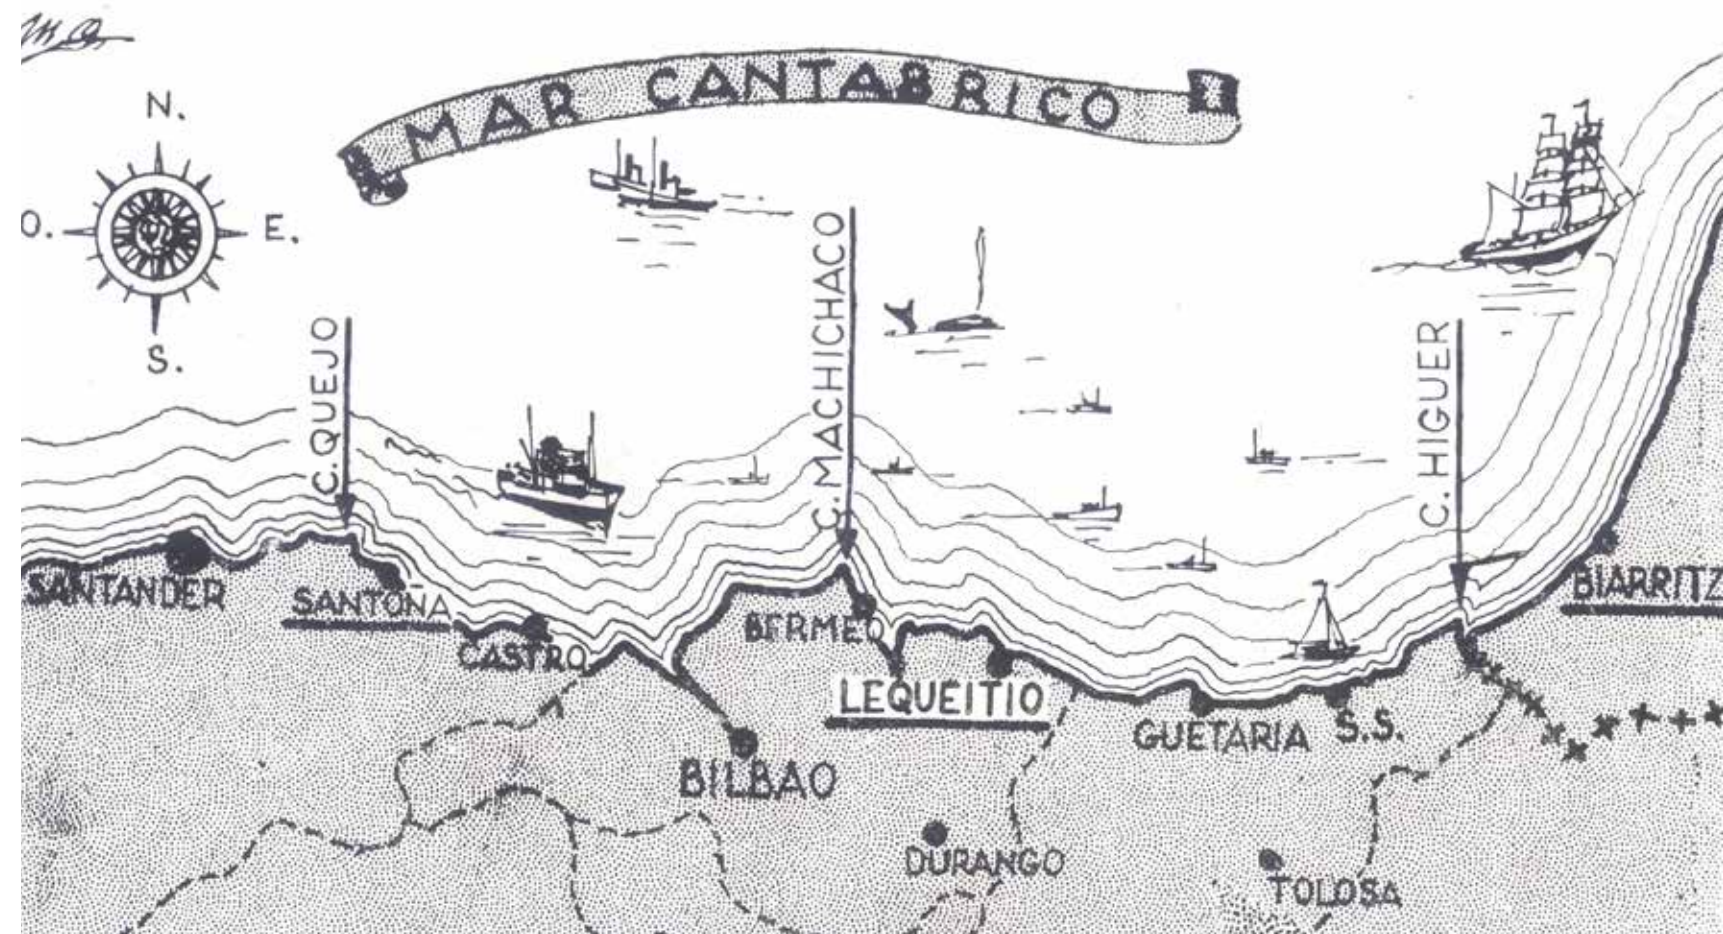 MAR CANTABRICO
N.
O.
E.
S.
C. QUEJO
C. MACHICHACO
C. HIGUER
SANTANDER
SANTOÑA
CASTRO
BERMEO
LEQUEITIO
BILBAO
GUETARIA
S.S.
BIARRITZ
DURANGO
TOLOSA